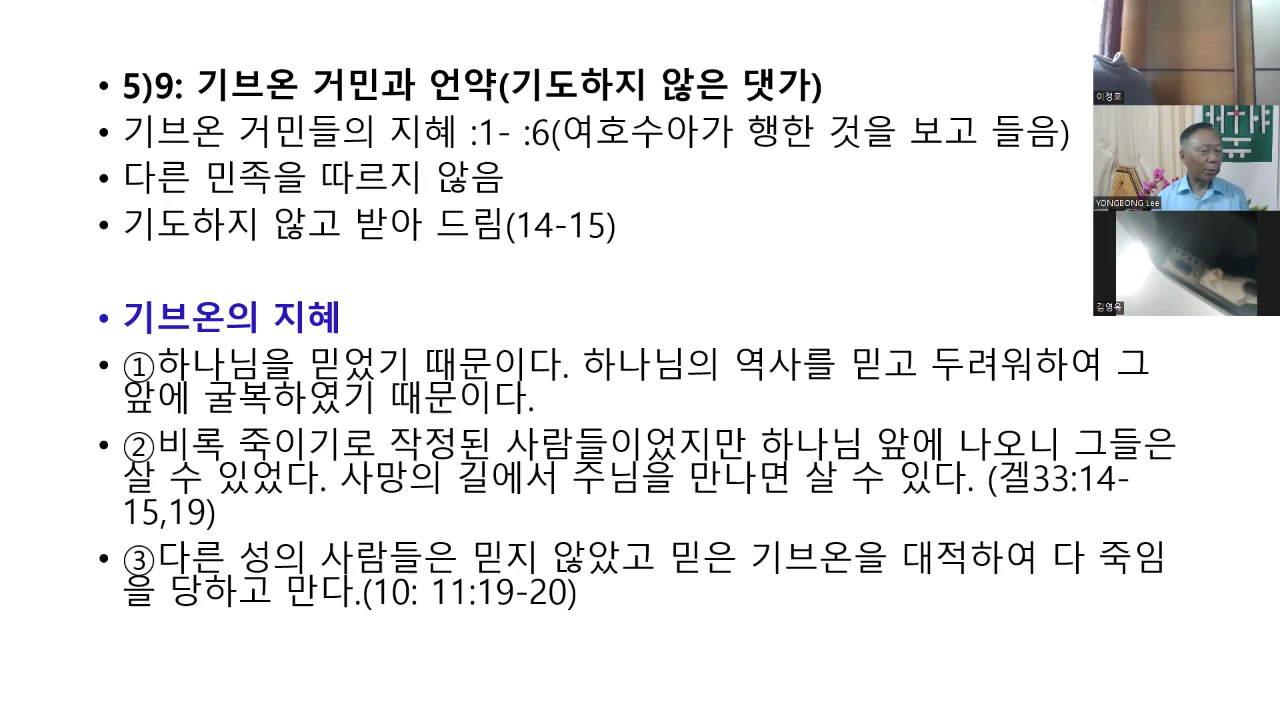 • 5)9: 기브온 거민과 언약(기도하지 않은 댓가)
• 기브온 거민들의 지혜 :1- :6(여호수아가 행한 것을 보고 들음)
• 다른 민족을 따르지 않음
• 기도하지 않고 받아 드림(14-15)
• 기브온의 지혜
• ①하나님을 믿었기 때문이다. 하나님의 역사를 믿고 두려워하여 그
앞에 굴복하였기 때문이다.
• ②비록 죽이기로 작정된 사람들이었지만 하나님 앞에 나오니 그들은
살 수 있었다. 사망의 길에서 주님을 만나면 살 수 있다. (겔33:14-
15,19)
• ③다른 성의 사람들은 믿지 않았고 믿은 기브온을 대적하여 다 죽임
을 당하고 만다.(10: 11:19-20)
이정호
YONGBONG Lee
김영옥